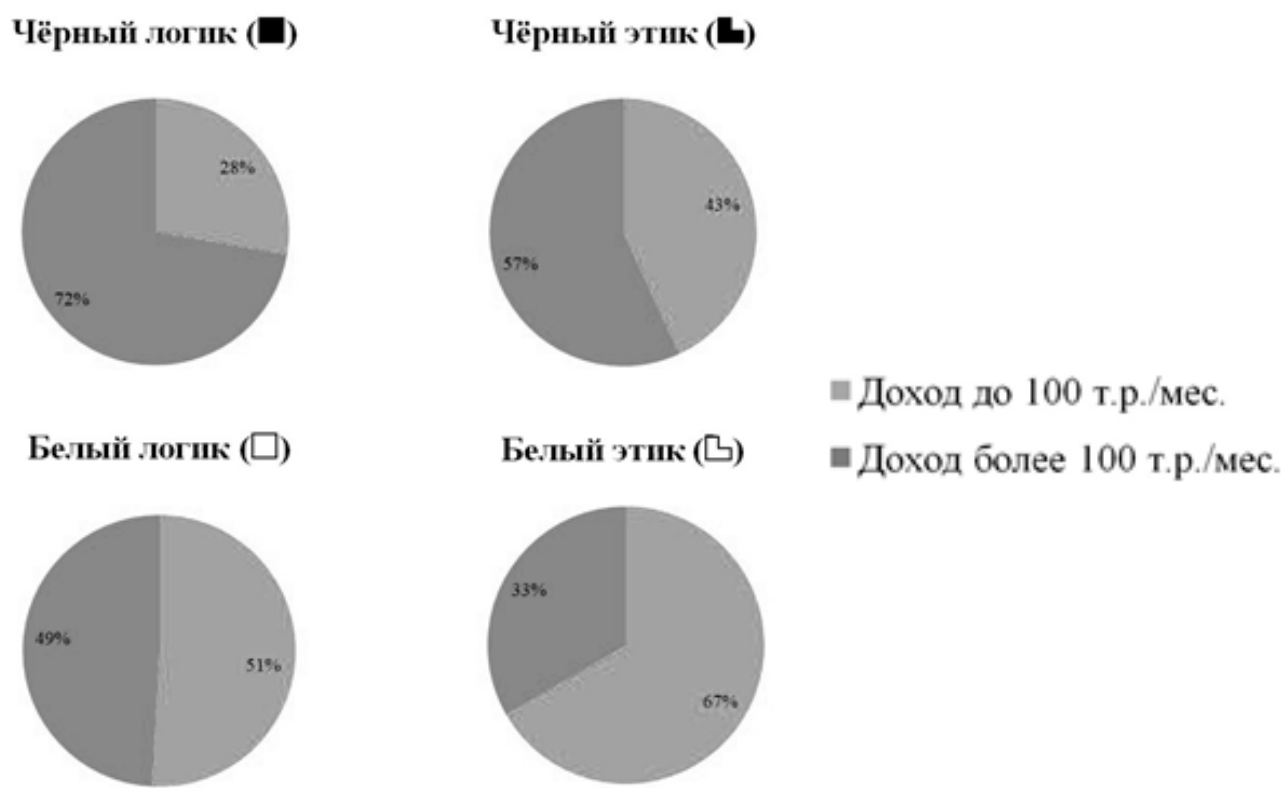 Чёрный логик (■)
Чёрный этик (▙)
28%
72%
43%
57%
Доход до 100 т.р./мес.
Доход более 100 т.р./мес.
Белый логик (□)
Белый этик (L)
49%
51%
33%
67%